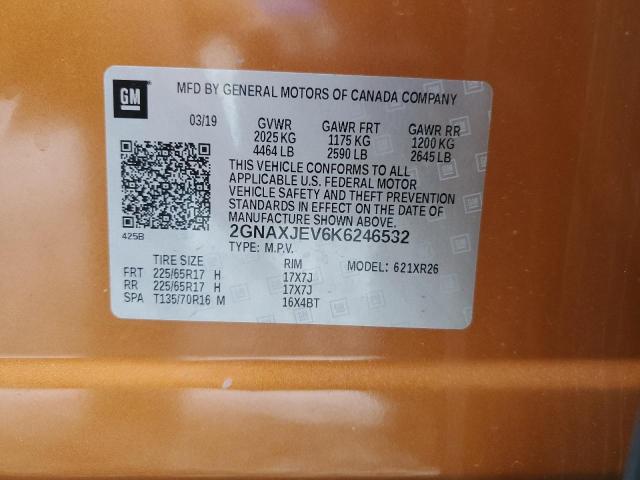 GM
MFD BY GENERAL MOTORS OF CANADA COMPANY
03/19 GVWR GAWR FRT GAWR RR
2025 KG 1175 KG 1200 KG
4464 LB 2590 LB 2645 LB
THIS VEHICLE CONFORMS TO ALL
APPLICABLE U.S. FEDERAL MOTOR
VEHICLE SAFETY AND THEFT PREVENTION
STANDARDS IN EFFECT ON THE DATE OF
MANUFACTURE SHOWN ABOVE.
425B
2GNAXJEV6K6246532
TYPE: M.P.V.
TIRE SIZE RIM MODEL: 621XR26
FRT 225/65R17 H 17X7J
RR 225/65R17 H 17X7J
SPA T135/70R16 M 16X4BT